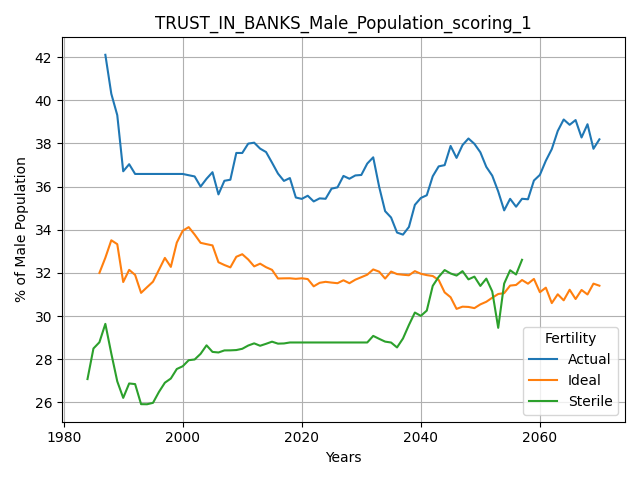 TRUST_IN_BANKS_Male_Population_scoring_1
% of Male Population
42
40
38
36
34
32
30
28
26
1980
2000
2020
2040
2060
Years
Fertility
Actual
Ideal
Sterile